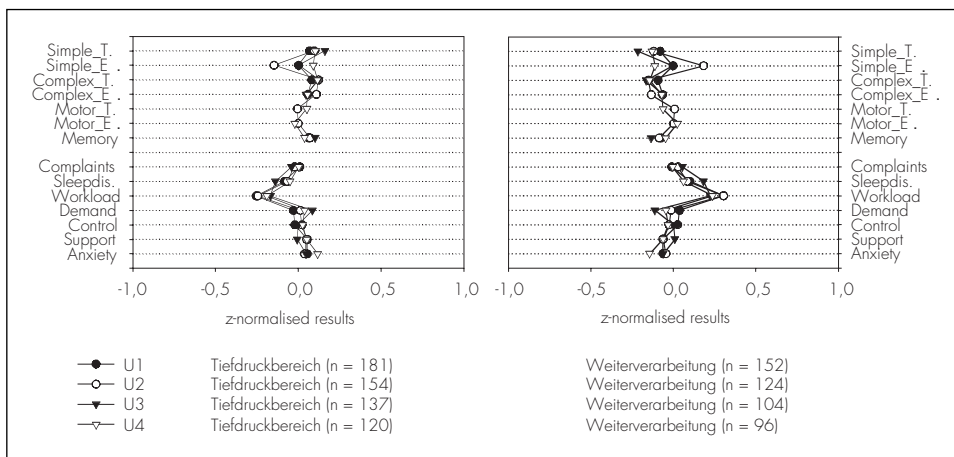 Simple_T. Simple_T.
Simple_E . Simple_E .
Complex_T. Complex_T.
Complex_E . Complex_E .
Motor_T. Motor_T.
Motor_E . Motor_E .
Memory Memory
Complaints Complaints
Sleepdis. Sleepdis.
Workload Workload
Demand Demand
Control Control
Support Support
Anxiety Anxiety
-1,0 -0,5 0,0 0,5 1,0 -1,0 -0,5 0,0 0,5 1,0
z-normalised results z-normalised results
U1 Tiefdruckbereich (n = 181) Weiterverarbeitung (n = 152)
U2 Tiefdruckbereich (n = 154) Weiterverarbeitung (n = 124)
U3 Tiefdruckbereich (n = 137) Weiterverarbeitung (n = 104)
U4 Tiefdruckbereich (n = 120) Weiterverarbeitung (n = 96)